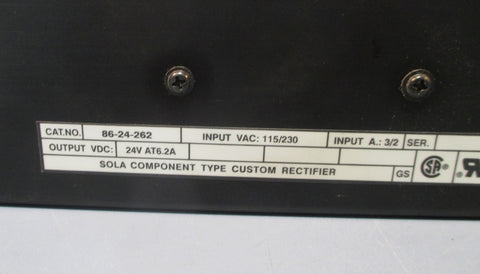 CAT.NO. 86-24-262 INPUT VAC: 115/230 INPUT A.: 3/2 SER.
OUTPUT VDC: 24V AT6.2A
SOLA COMPONENT TYPE CUSTOM RECTIFIER GS